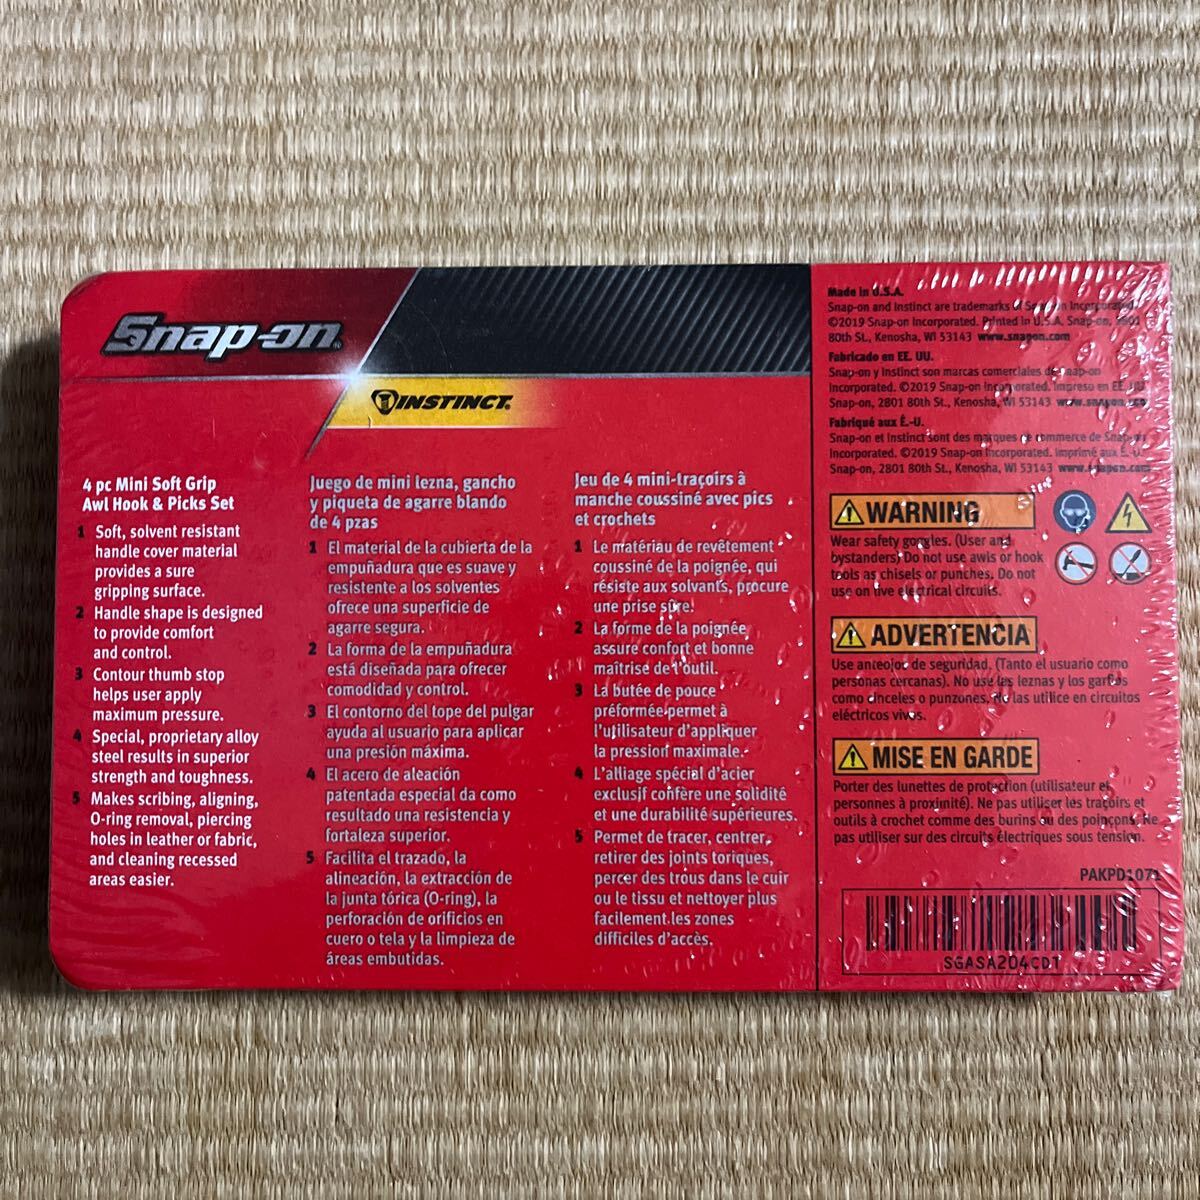 Snap-on
INSTINCT.
4 pc Mini Soft Grip
Awl Hook & Picks Set
1 Soft, solvent resistant
handle cover material
provides a sure
gripping surface.
2 Handle shape is designed
to provide comfort
and control.
3 Contour thumb stop
helps user apply
maximum pressure.
4 Special, proprietary alloy
steel results in superior
strength and toughness.
5 Makes scribing, aligning,
O-ring removal, piercing
holes in leather or fabric,
and cleaning recessed
areas easier.
Juego de mini lezna, gancho
y piqueta de agarre blando
de 4 pzas
1 El material de la cubierta de la
empuñadura que es suave y
resistente a los solventes
ofrece una superficie de
agarre segura.
2 La forma de la empuñadura
está diseñada para ofrecer
comodidad y control.
3 El contorno del tope del pulgar
ayuda al usuario para aplicar
una presión máxima.
4 El acero de aleación
patentada especial da como
resultado una resistencia y
fortaleza superior.
5 Facilita el trazado, la
alineación, la extracción de
la junta tórica (O-ring), la
perforación de orificios en
cuero o tela y la limpieza de
áreas embutidas.
Jeu de 4 mini-traçoirs à
manche coussiné avec pics
et crochets
1 Le matériau de revêtement
coussiné de la poignée, qui
résiste aux solvants, procure
une prise sûre.
2 La forme de la poignée
assure confort et bonne
maîtrise de l'outil.
3 La butée de pouce
préformée permet à
l'utilisateur d'appliquer
la pression maximale.
4 L'alliage spécial d'acier
exclusif confère une solidité
et une durabilité supérieures.
5 Permet de tracer, centrer,
retirer des joints toriques,
percer des trous dans le cuir
ou le tissu et nettoyer plus
facilement les zones
difficiles d'accès.
Made in U.S.A.
Snap-on and Instinct are trademarks of Snap-on Incorporated.
©2019 Snap-on Incorporated. Printed in U.S.A. Snap-on, 2801
80th St., Kenosha, WI 53143 www.snapon.com
Fabricado en EE. UU.
Snap-on y Instinct son marcas comerciales de Snap-on
Incorporated. ©2019 Snap-on Incorporated. Impreso en EE. UU.
Snap-on, 2801 80th St., Kenosha, WI 53143 www.snapon.com
Fabriqué aux É.-U.
Snap-on et Instinct sont des marques de commerce de Snap-on
Incorporated. ©2019 Snap-on Incorporated. Imprimé aux É.-U.
Snap-on, 2801 80th St., Kenosha, WI 53143 www.snapon.com
WARNING
Wear safety goggles. (User and
bystanders) Do not use awls or hook
tools as chisels or punches. Do not
use on live electrical circuits.
ADVERTENCIA
Use anteojos de seguridad. (Tanto el usuario como
personas cercanas). No use las leznas y los garfios
como cinceles o punzones. No las utilice en circuitos
eléctricos vivos.
MISE EN GARDE
Porter des lunettes de protection (utilisateur et
personnes à proximité). Ne pas utiliser les traçoirs et
outils à crochet comme des burins ou des poinçons. Ne
pas utiliser sur des circuits électriques sous tension.
PAKPD1071
SGASA204CDT